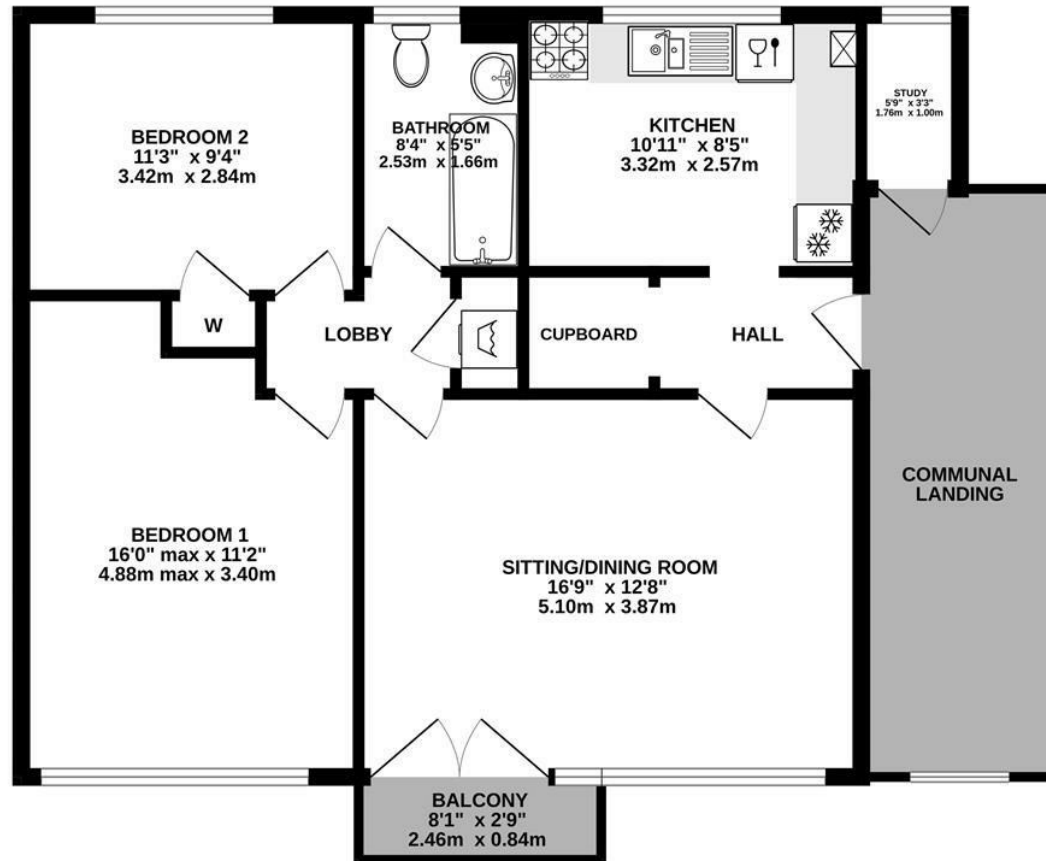 BEDROOM 2
11'3" x 9'4"
3.42m x 2.84m
BATHROOM
8'4" x 5'5"
2.53m x 1.66m
KITCHEN
10'11" x 8'5"
3.32m x 2.57m
STUDY
5'9" x 3'3"
1.76m x 1.00m
W
LOBBY
CUPBOARD
HALL
COMMUNAL
LANDING
BEDROOM 1
16'0" max x 11'2"
4.88m max x 3.40m
SITTING/DINING ROOM
16'9" x 12'8"
5.10m x 3.87m
BALCONY
8'1" x 2'9"
2.46m x 0.84m